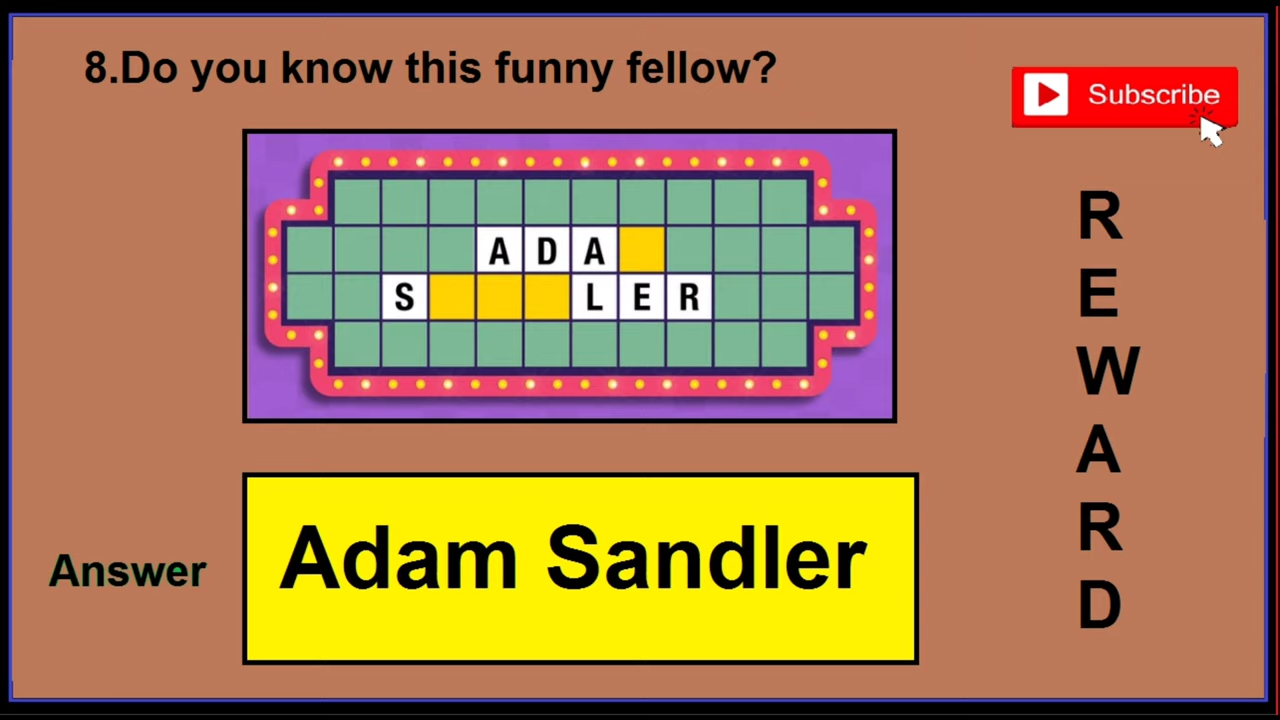 8.Do you know this funny fellow?
Subscribe
ADA
S LER
Answer
Adam Sandler
R
E
W
A
R
D